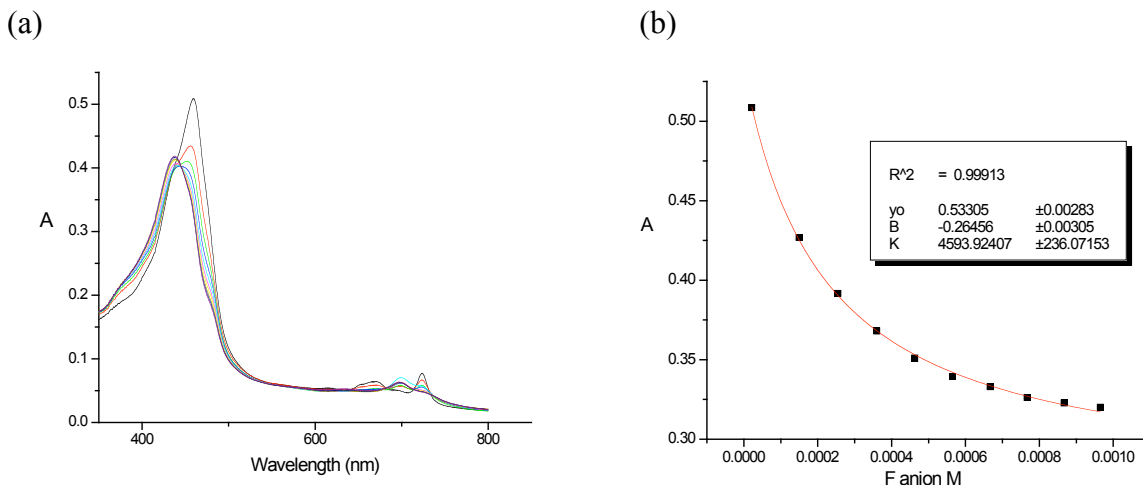 (a)
(b)
0.5
0.4
0.3
0.2
0.1
0.0
A
400
600
800
Wavelength (nm)
0.50
0.45
0.40
0.35
0.30
A
R^2 = 0.99913
yo 0.53305 ±0.00283
B -0.26456 ±0.00305
K 4593.92407 ±236.07153
0.0000
0.0002
0.0004
0.0006
0.0008
0.0010
F anion M